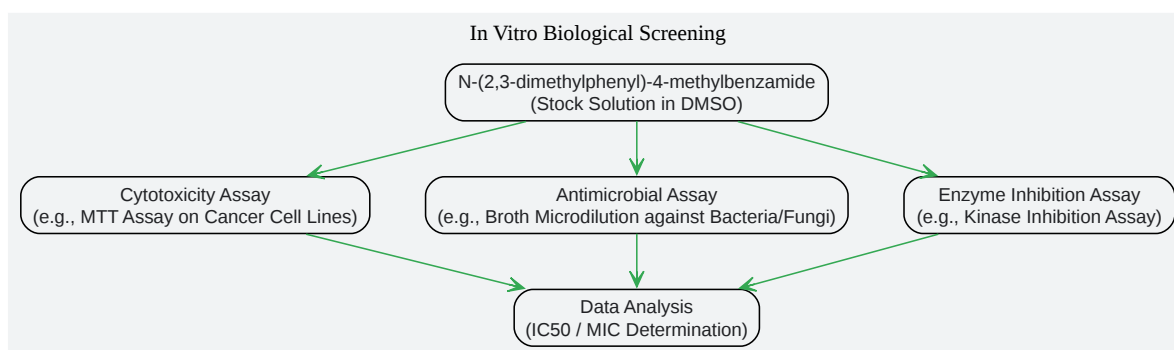 In Vitro Biological Screening
N-(2,3-dimethylphenyl)-4-methylbenzamide
(Stock Solution in DMSO)
Cytotoxicity Assay
(e.g., MTT Assay on Cancer Cell Lines)
Antimicrobial Assay
(e.g., Broth Microdilution against Bacteria/Fungi)
Enzyme Inhibition Assay
(e.g., Kinase Inhibition Assay)
Data Analysis
(IC50 / MIC Determination)